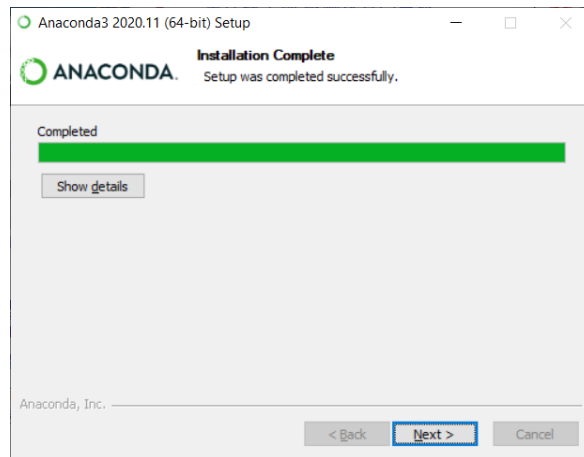 Anaconda3 2020.11 (64-bit) Setup
ANACONDA.
Installation Complete
Setup was completed successfully.
Completed
Show details
Anaconda, Inc.
< Back
Next >
Cancel